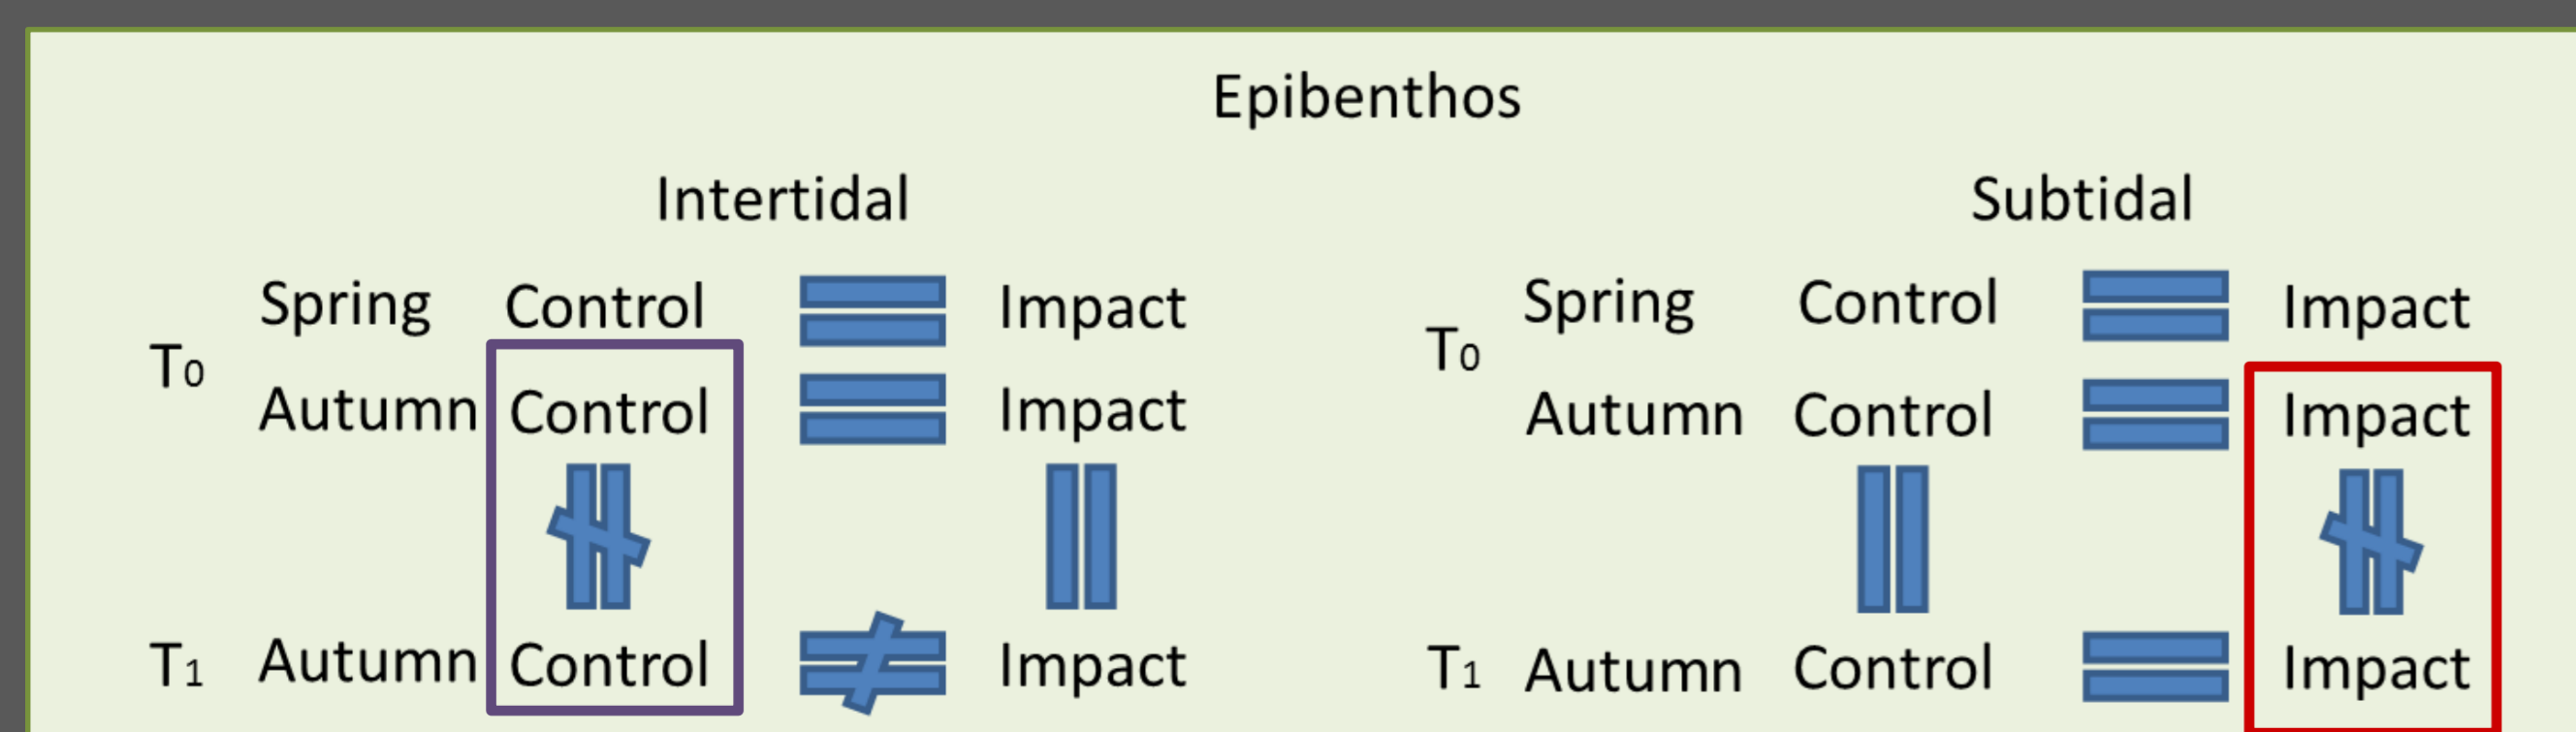 Epibenthos
Intertidal Subtidal
Spring Control Impact Spring Control Impact
T0 T0
Autumn Control Impact Autumn Control Impact
T1 Autumn Control Impact T1 Autumn Control Impact